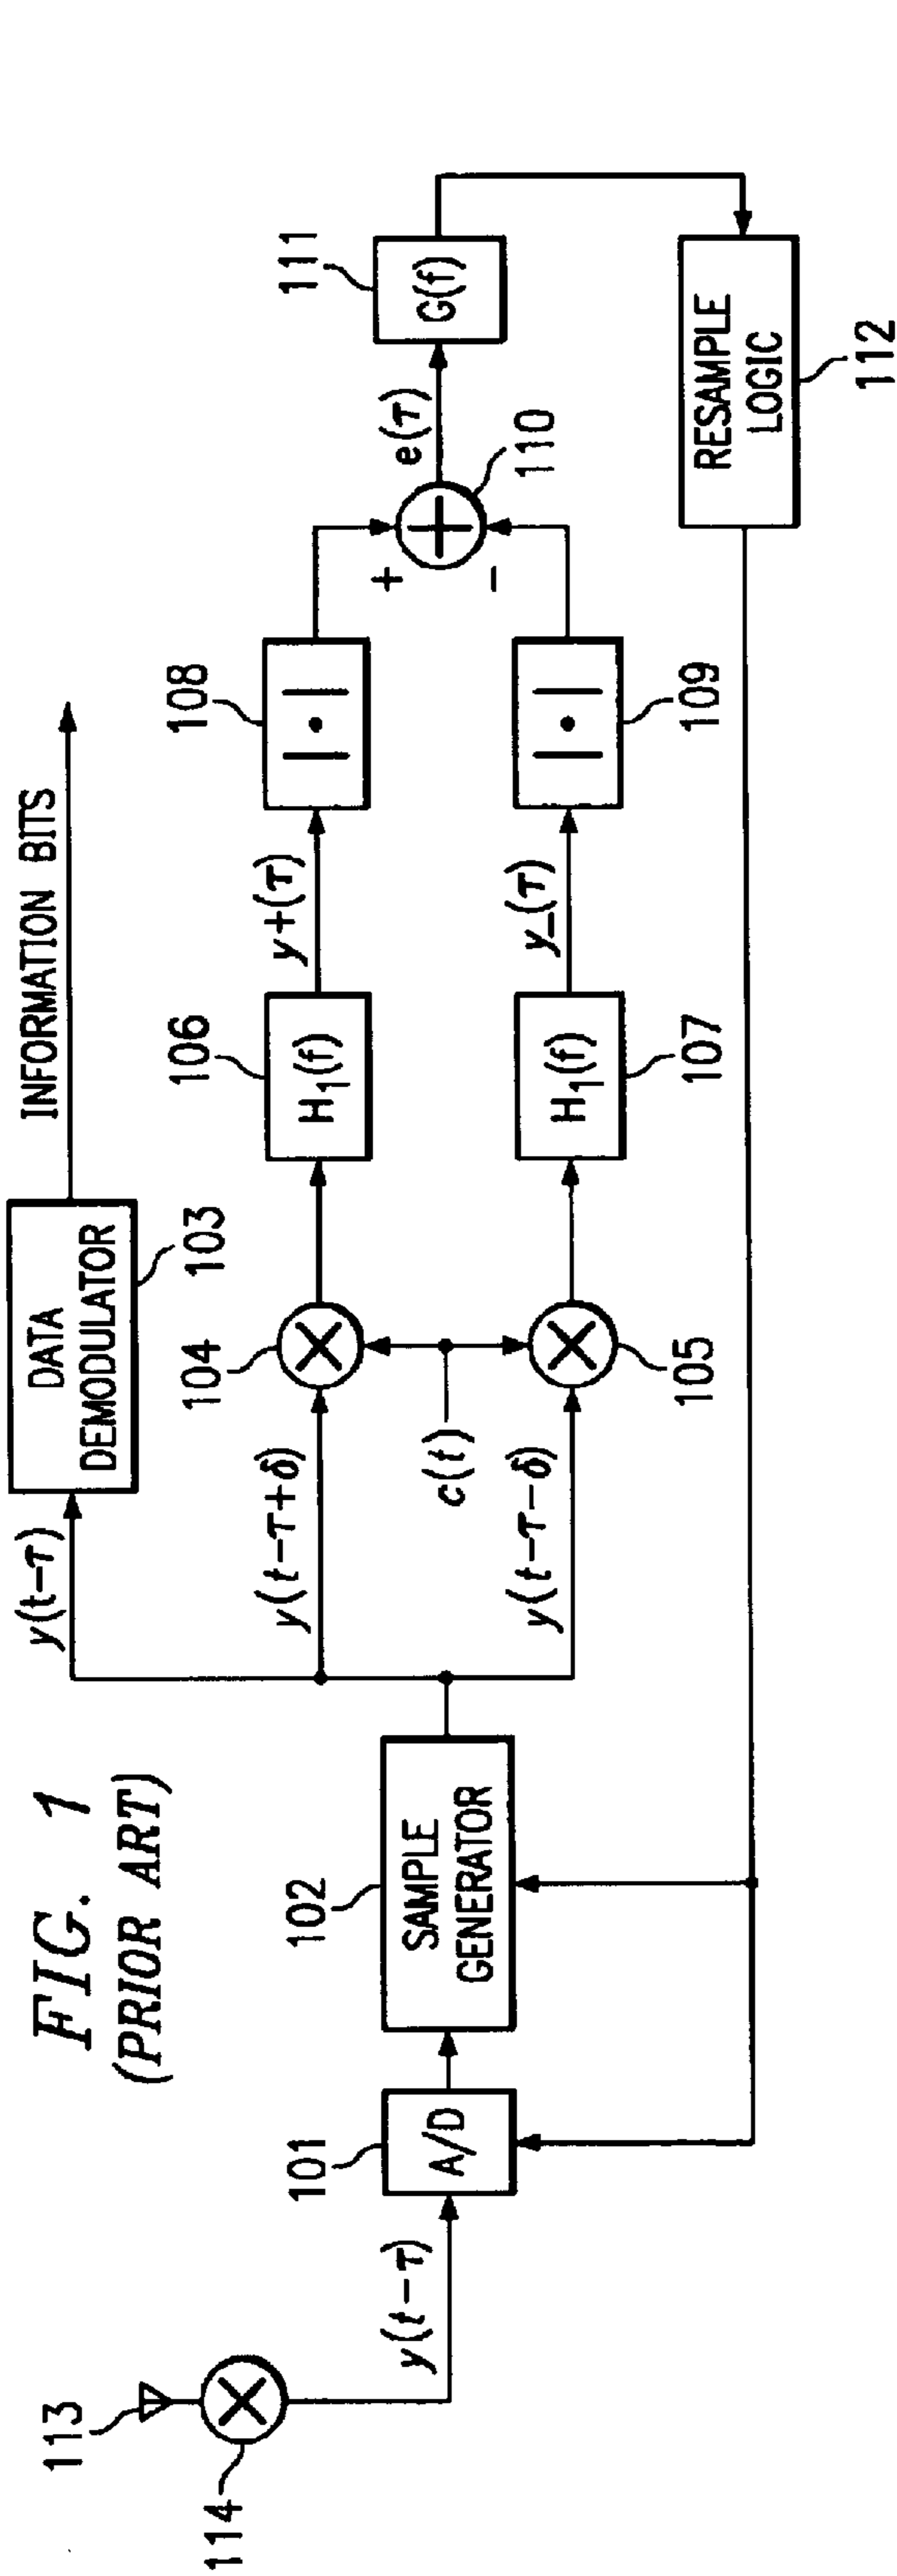 FIG. 1
(PRIOR ART)
113
114
y(t-τ)
101
A/D
102
SAMPLE
GENERATOR
y(t-τ)
DATA
DEMODULATOR
103
INFORMATION BITS
y(t-τ+δ)
104
c(t)
y(t-τ-δ)
105
106
H₁(f)
y+(τ)
108
|•|
107
H₁(f)
y_(τ)
109
|•|
+
−
110
e(τ)
111
G(f)
RESAMPLE
LOGIC
112